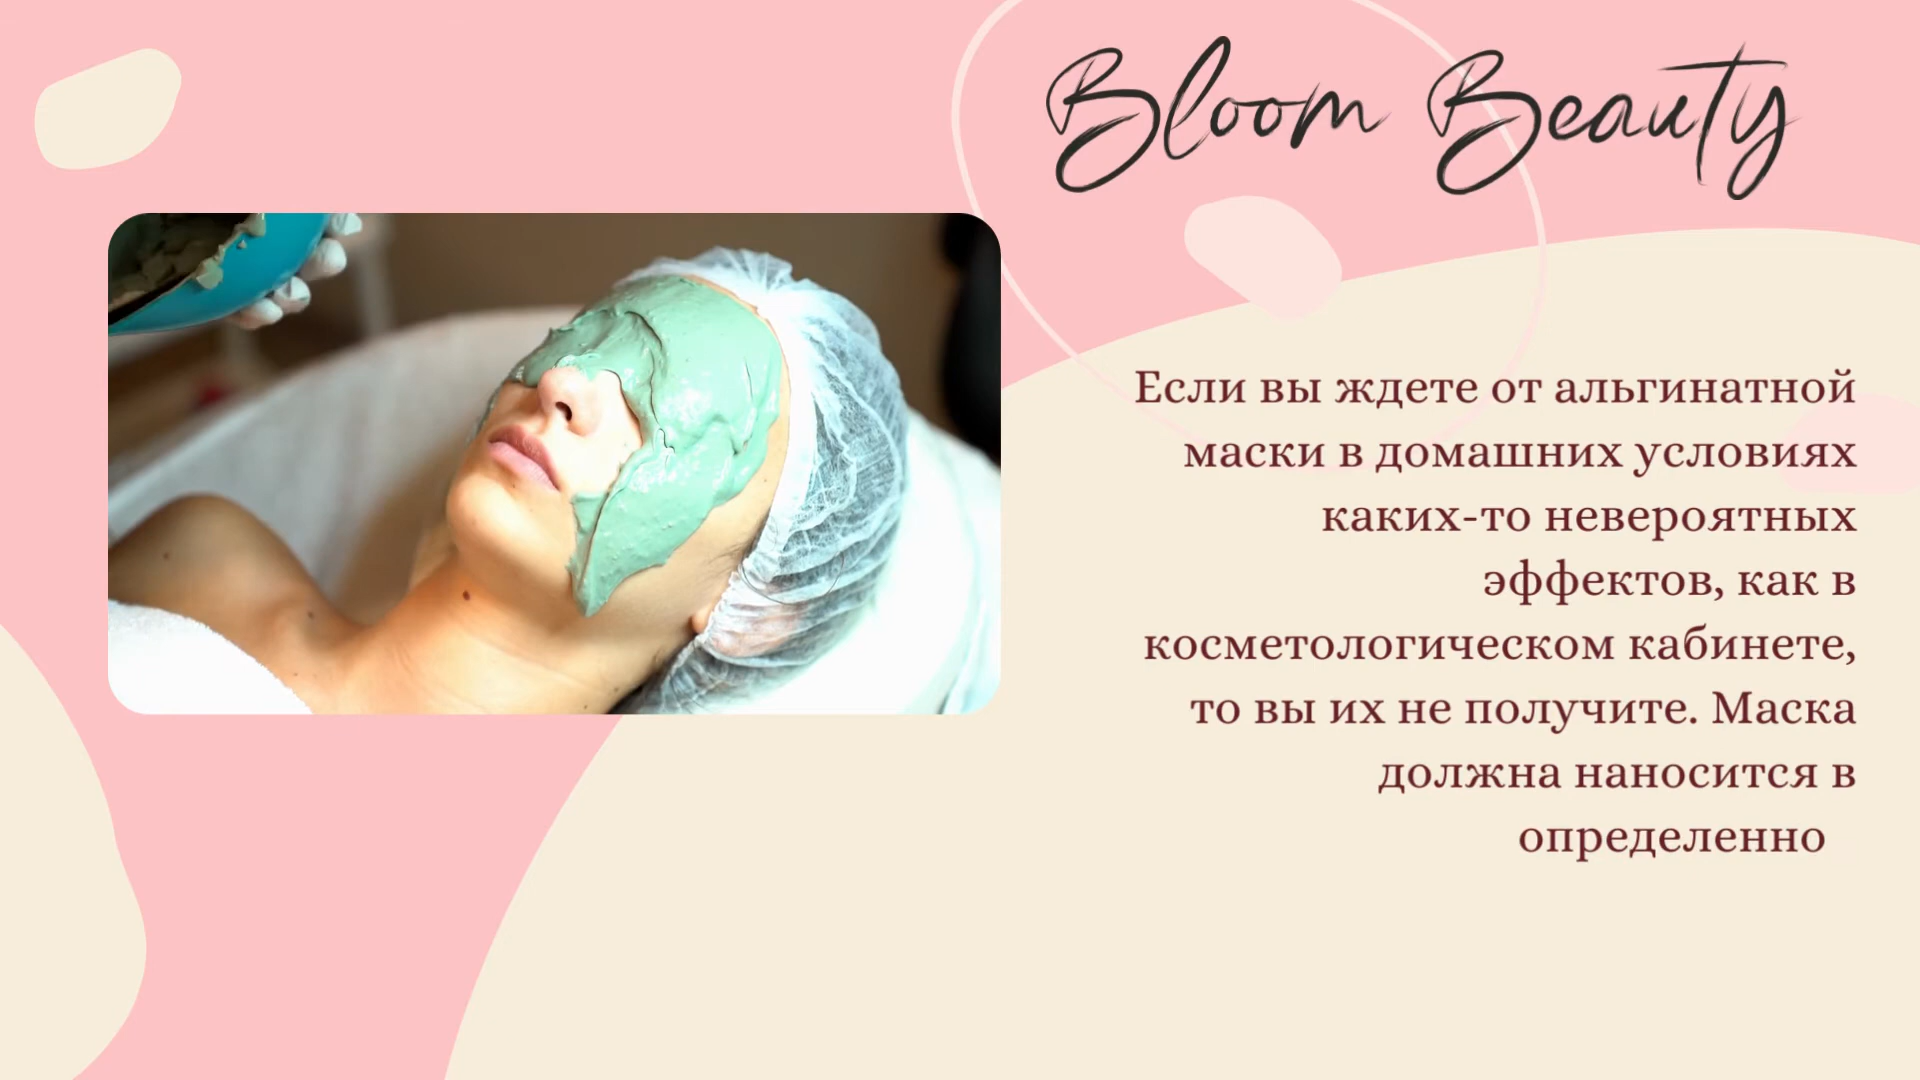 Bloom Beauty
Если вы ждете от альгинатной
маски в домашних условиях
каких-то невероятных
эффектов, как в
косметологическом кабинете,
то вы их не получите. Маска
должна наносится в
определенно